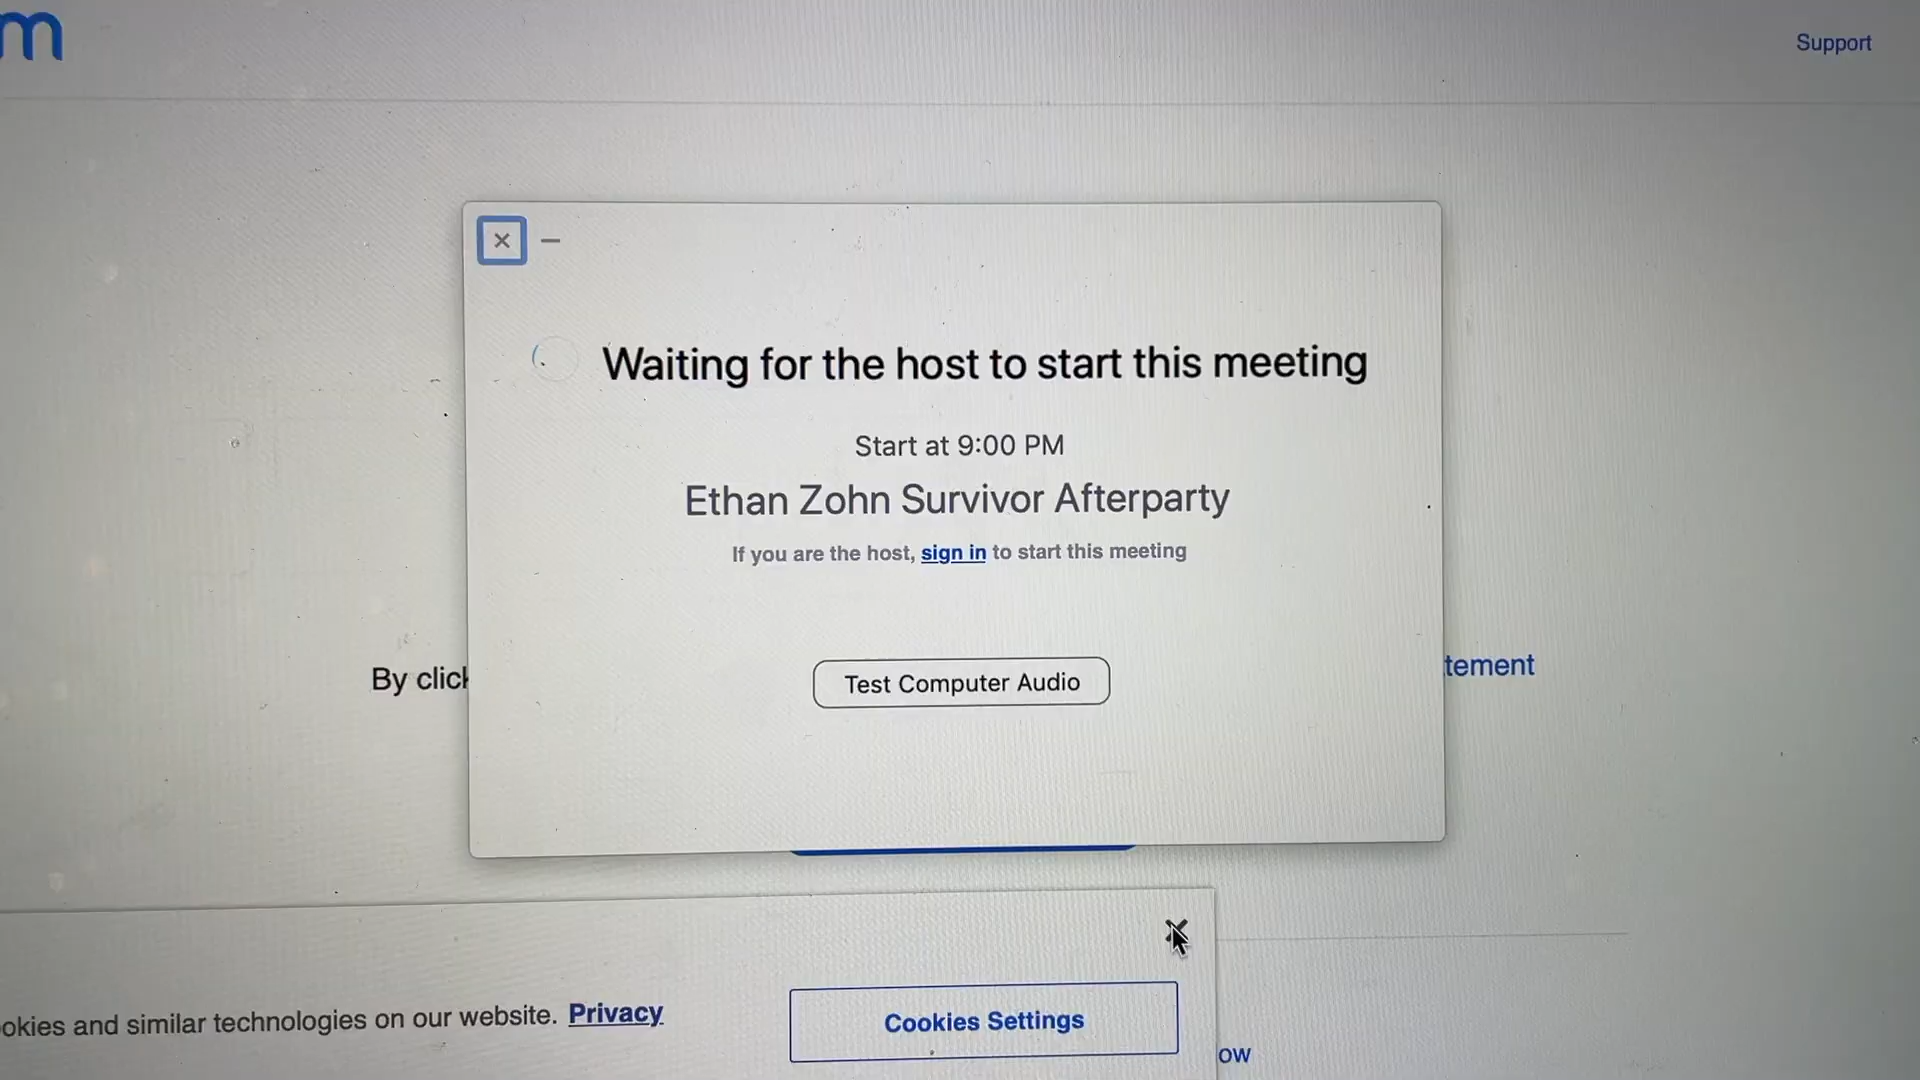 m
Support
Waiting for the host to start this meeting
Start at 9:00 PM
Ethan Zohn Survivor Afterparty
If you are the host, sign in to start this meeting
By click
tement
Test Computer Audio
okies and similar technologies on our website. Privacy
Cookies Settings
ow